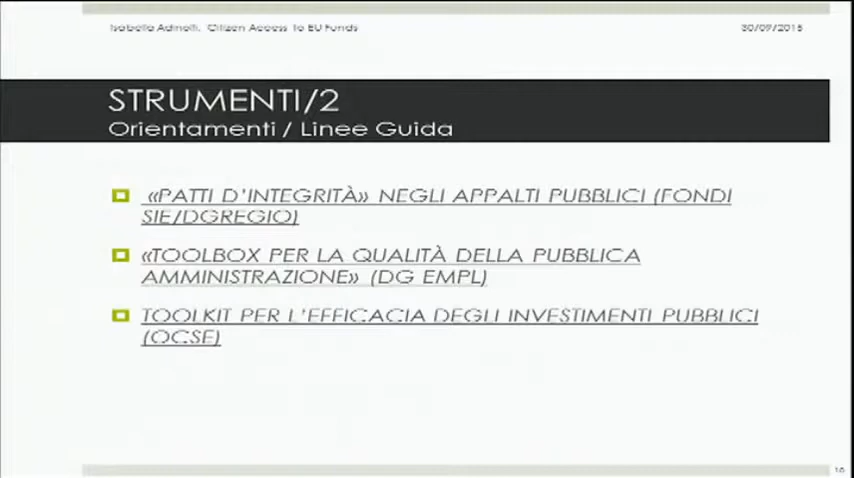 Isabella Adinolfi, Citizen Access To EU Funds
30/09/2015
STRUMENTI/2
Orientamenti / Linee Guida
«PATTI D'INTEGRITÀ» NEGLI APPALTI PUBBLICI (FONDI
SIE/DGREGIO)
«TOOLBOX PER LA QUALITÀ DELLA PUBBLICA
AMMINISTRAZIONE» (DG EMPL)
TOOLKIT PER L'EFFICACIA DEGLI INVESTIMENTI PUBBLICI
(OCSE)